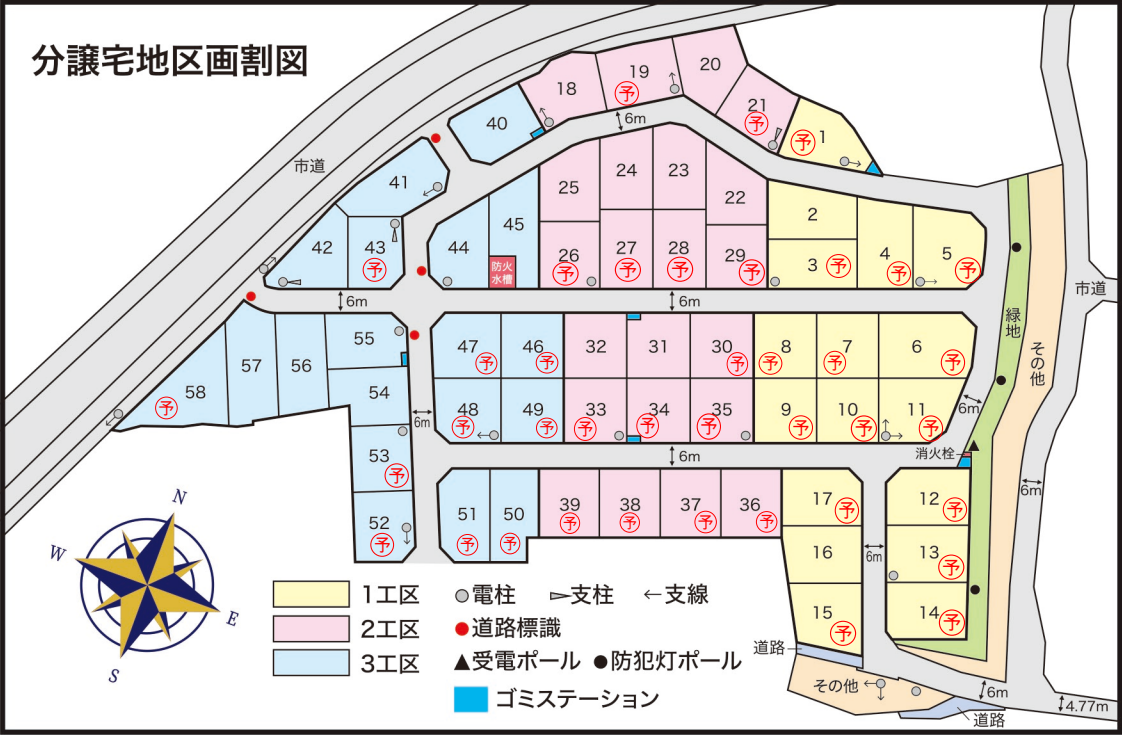 分譲宅地区画割図
20
19
予
18
21
予
1
予
40
6m
市道
41
24
23
25
22
2
45
42
43
予
44
防火
水槽
26
予
27
予
28
予
29
予
3
予
4
予
5
予
6m
6m
市道
緑地
その他
55
57
56
58
予
54
47
予
46
予
32
31
30
予
8
予
7
予
6
予
6m
48
予
49
予
33
予
34
予
35
予
9
予
10
予
11
予
6m
53
予
6m
消火栓
6m
52
予
51
予
50
予
39
予
38
予
37
予
36
予
17
予
12
予
16
6m
13
予
15
予
14
予
N
W
E
S
1工区
2工区
3工区
電柱
支柱
支線
道路標識
受電ポール
防犯灯ポール
ゴミステーション
道路
その他
6m
4.77m
道路